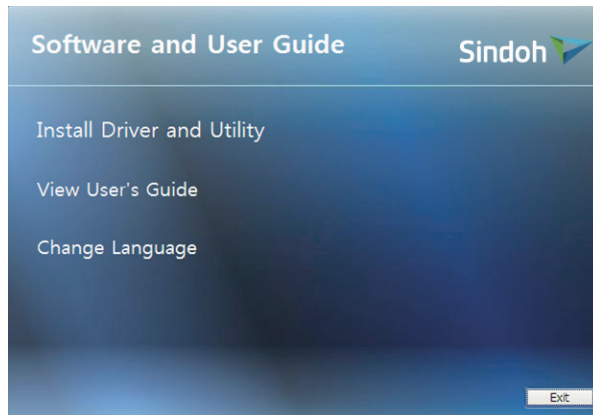 Software and User Guide
Sindoh
Install Driver and Utility
View User's Guide
Change Language
Exit